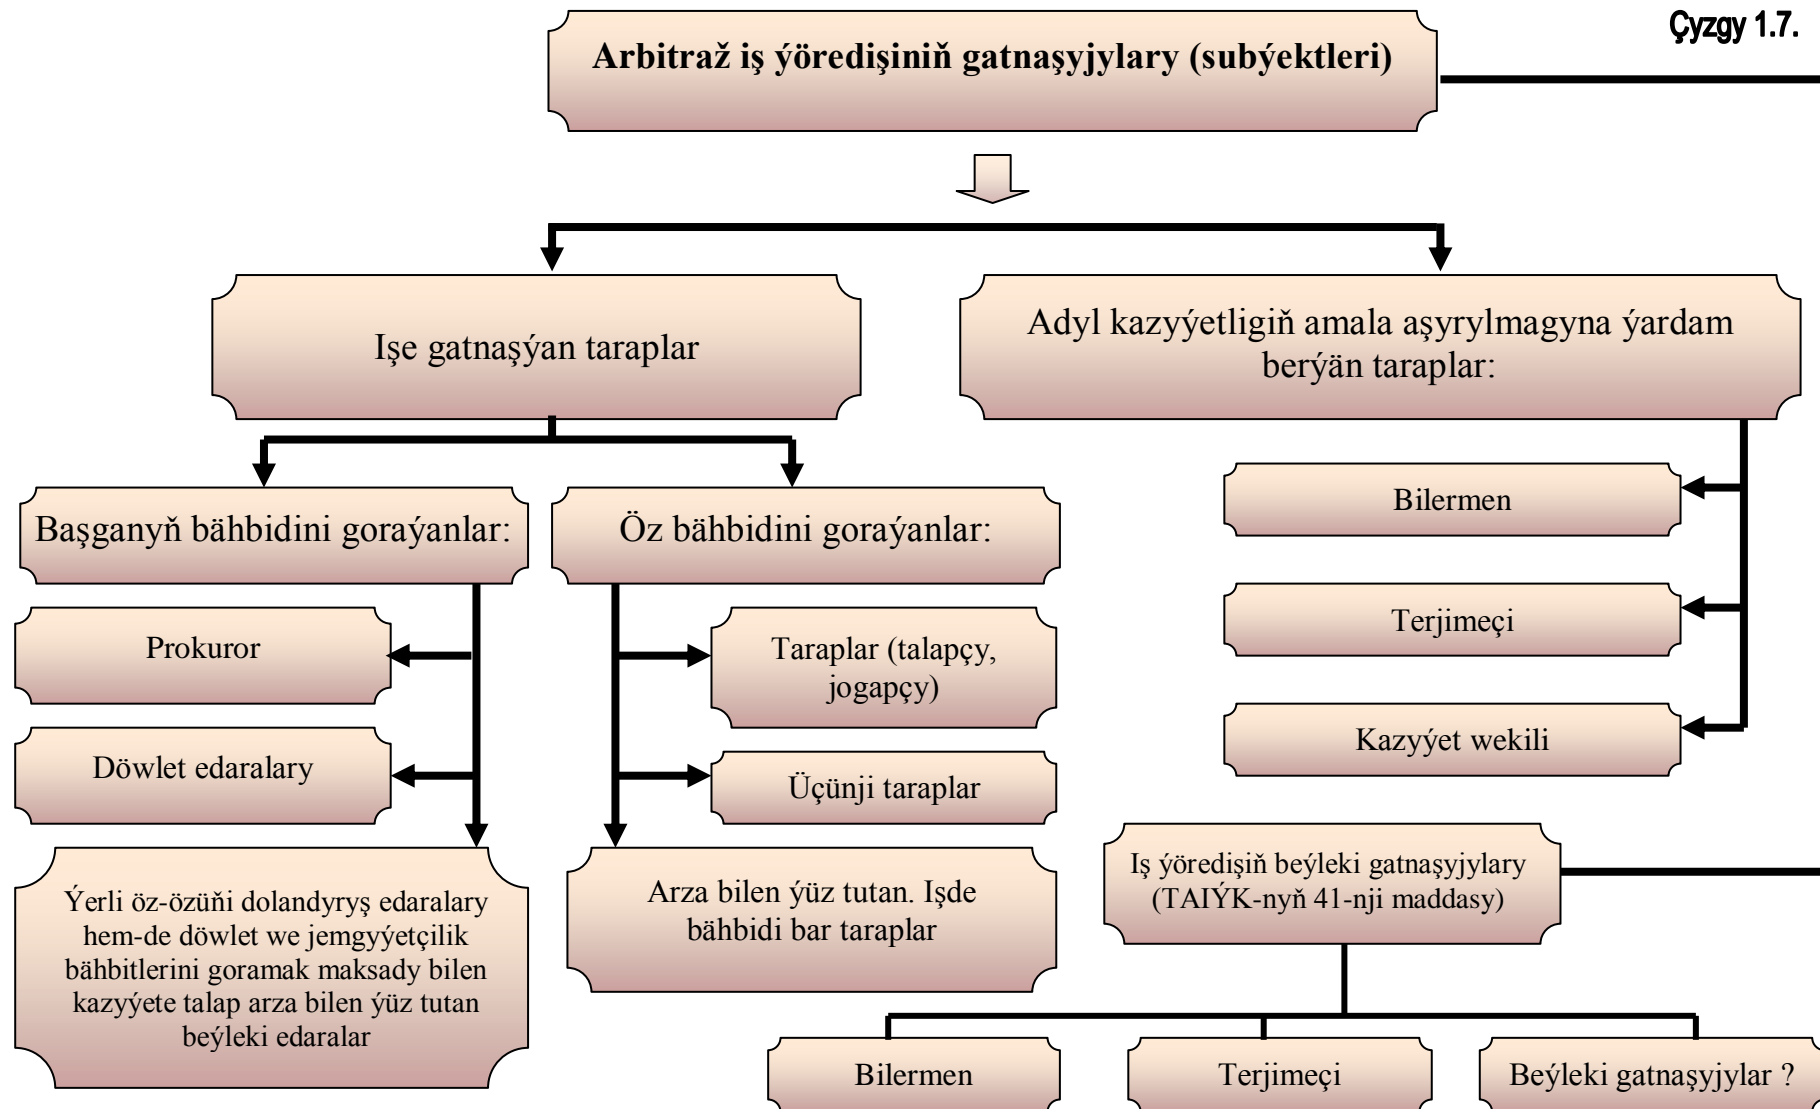 Çyzgy 1.7.
Arbitraž iş ýöredişiniň gatnaşyjylary (subýektleri)
Işe gatnaşýan taraplar
Adyl kazyýetligiň amala aşyrylmagyna ýardam
berýän taraplar:
Başganyň bähbidini goraýanlar:
Öz bähbidini goraýanlar:
Bilermen
Terjimeçi
Kazyýet wekili
Prokuror
Döwlet edaralary
Ýerli öz-özüňi dolandyryş edaralary
hem-de döwlet we jemgyýetçilik
bähbitlerini goramak maksady bilen
kazyýete talap arza bilen ýüz tutan
beýleki edaralar
Taraplar (talapçy,
jogapçy)
Üçünji taraplar
Arza bilen ýüz tutan. Işde
bähbidi bar taraplar
Iş ýöredişiň beýleki gatnaşyjylary
(TAIÝK-nyň 41-nji maddasy)
Bilermen
Terjimeçi
Beýleki gatnaşyjylar ?